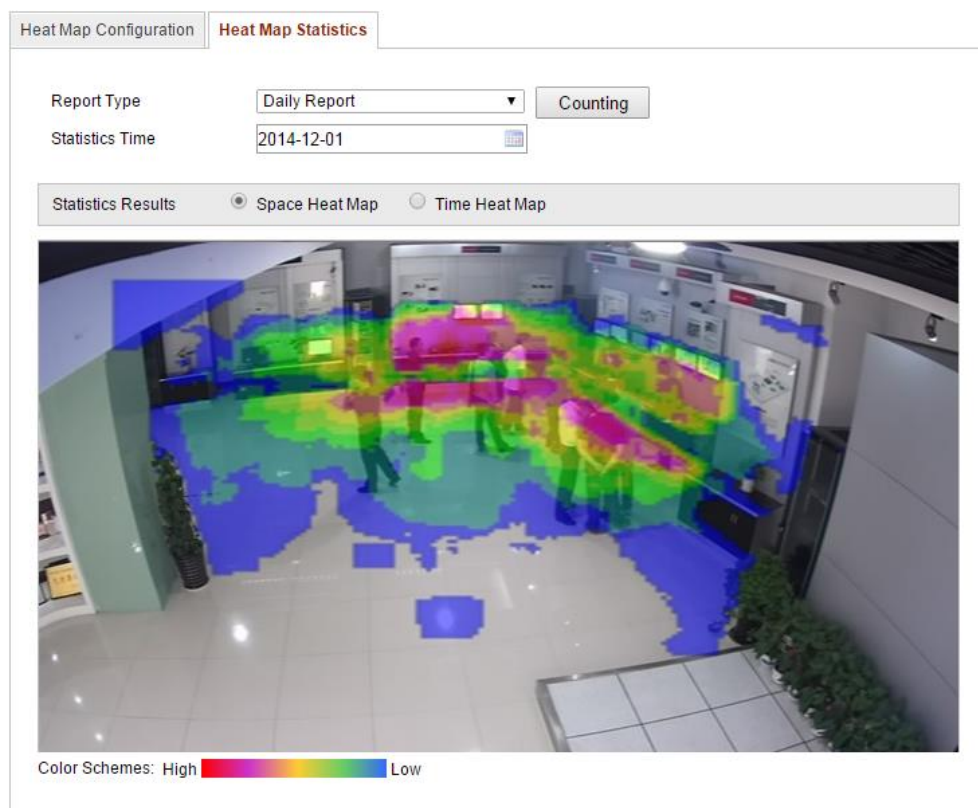 Heat Map Configuration
Heat Map Statistics
Report Type
Daily Report
Counting
Statistics Time
2014-12-01
Statistics Results
Space Heat Map
Time Heat Map
Color Schemes: High
Low